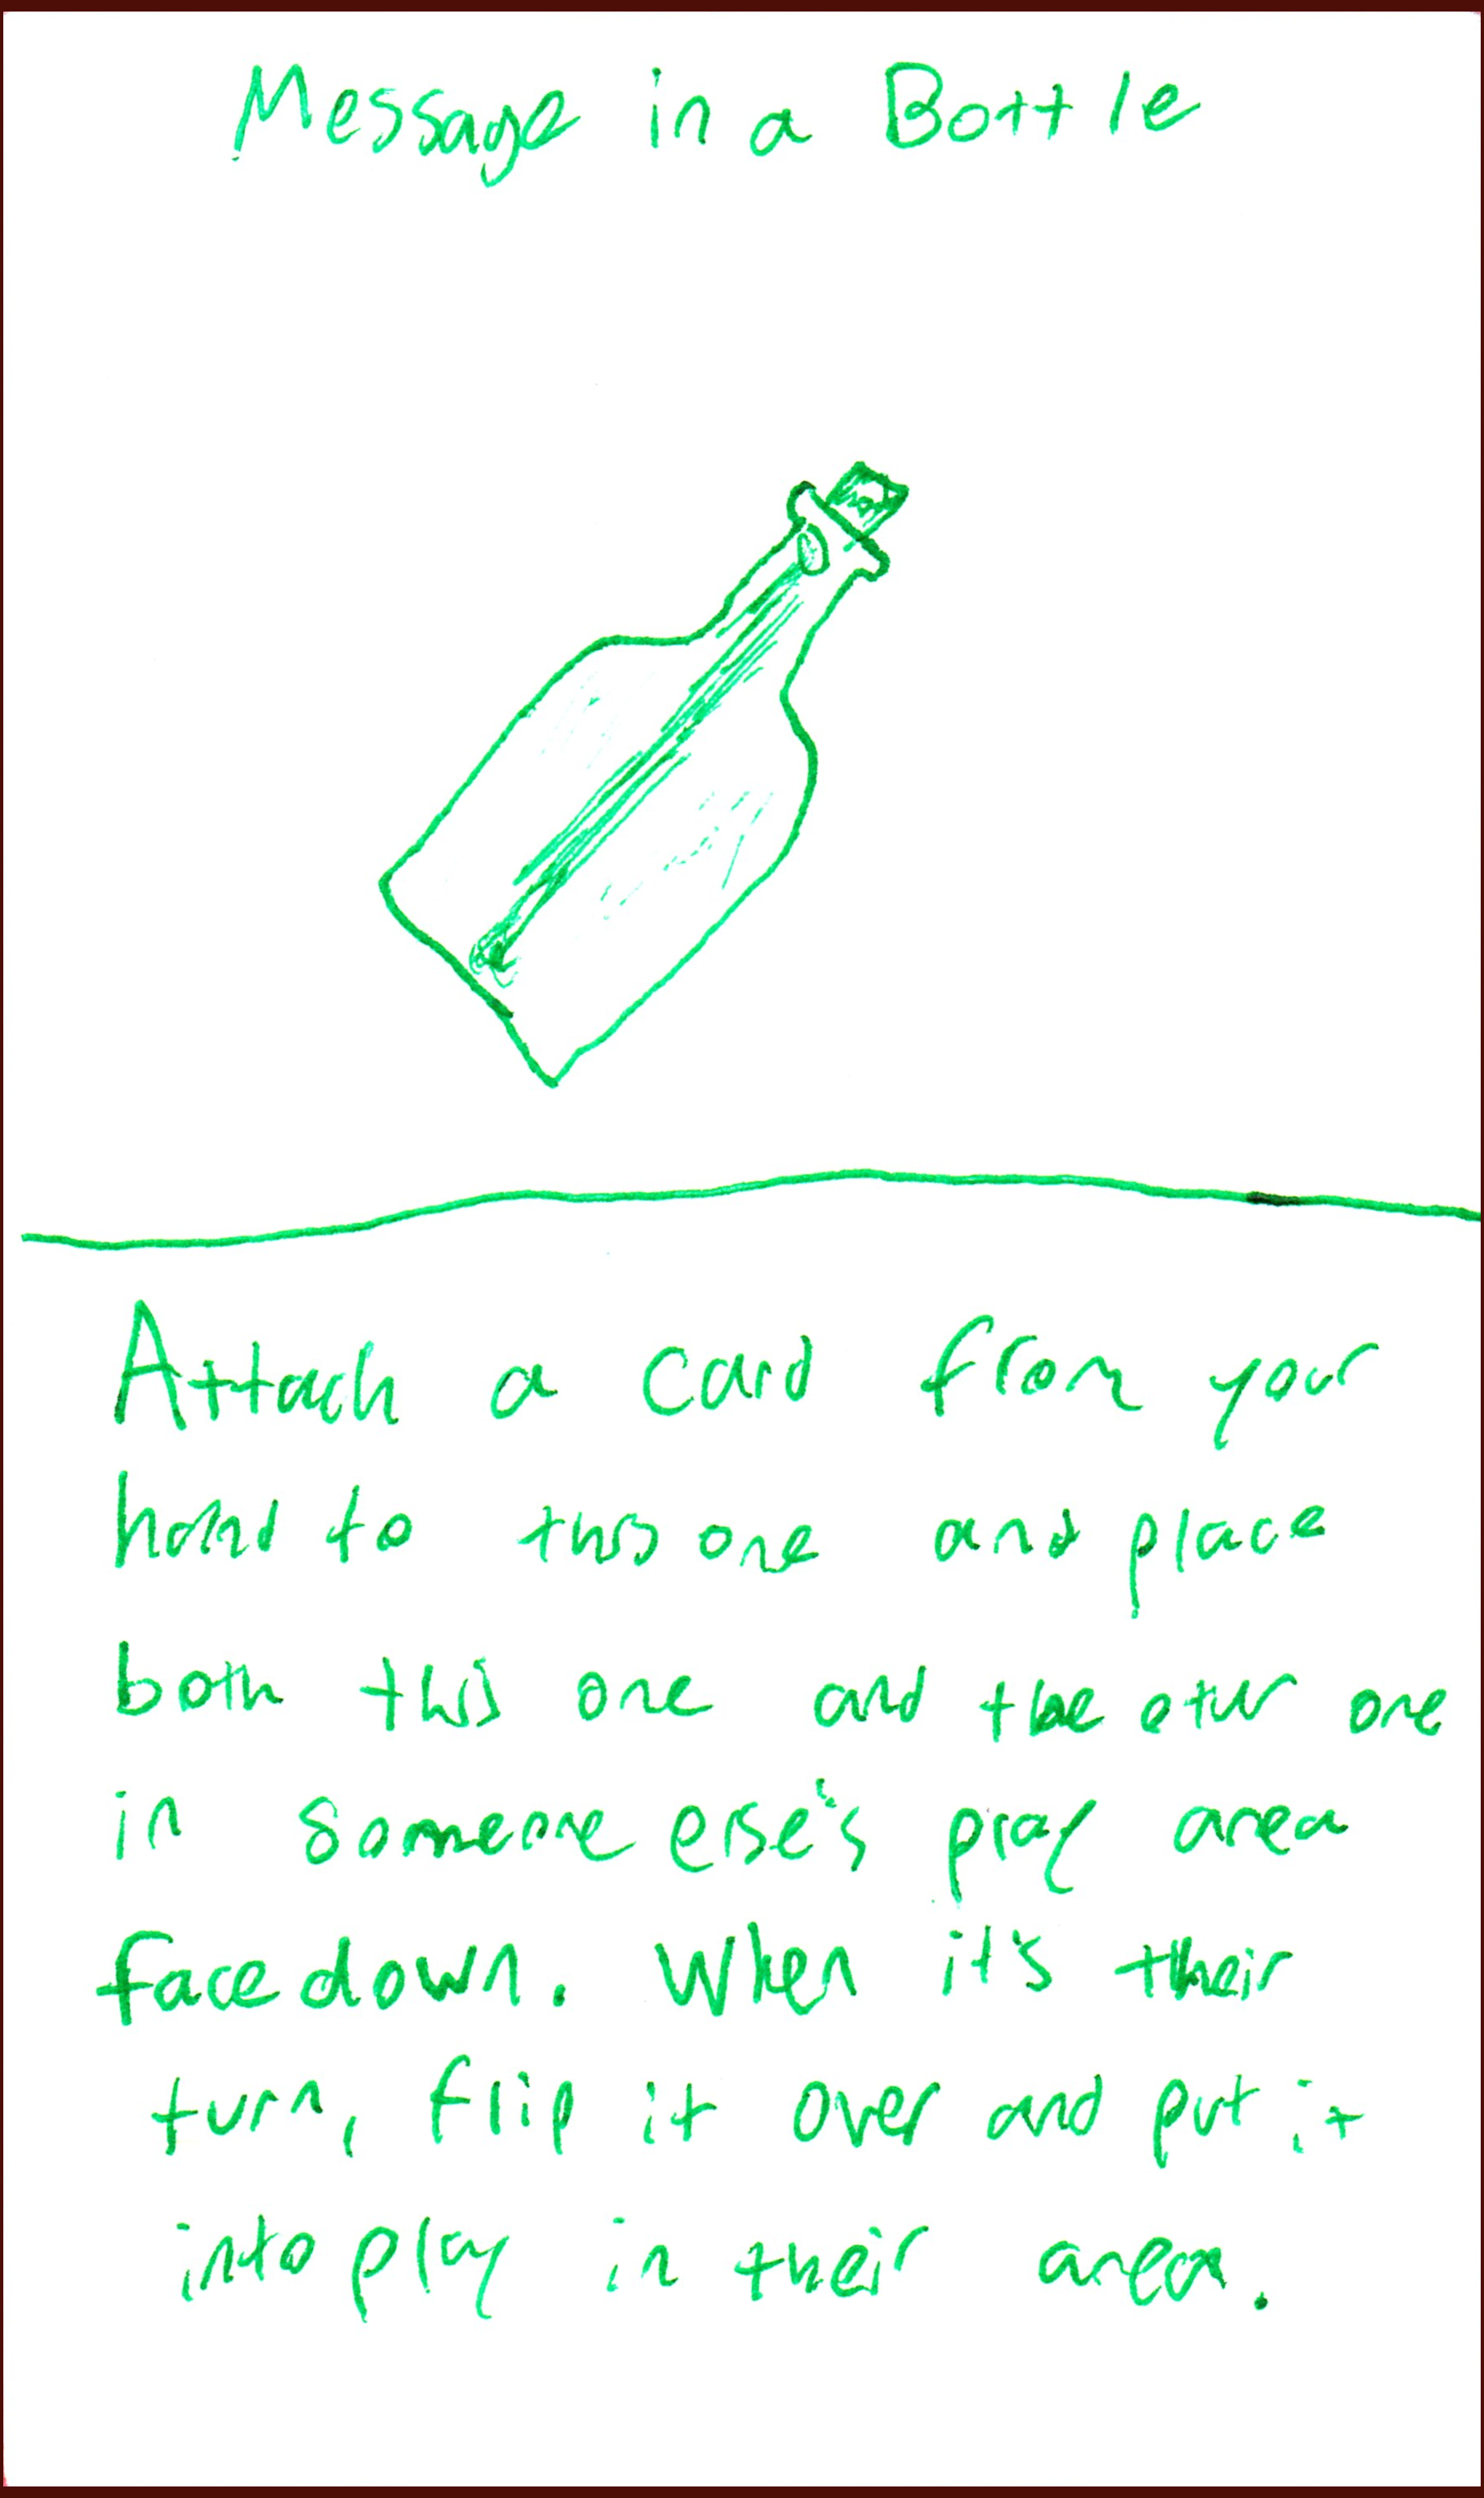 Message in a Bottle
Attach a card from your
hand to this one and place
both this one and the other one
in someone else's play area
facedown. When it's their
turn, flip it over and put it
into play in their area.